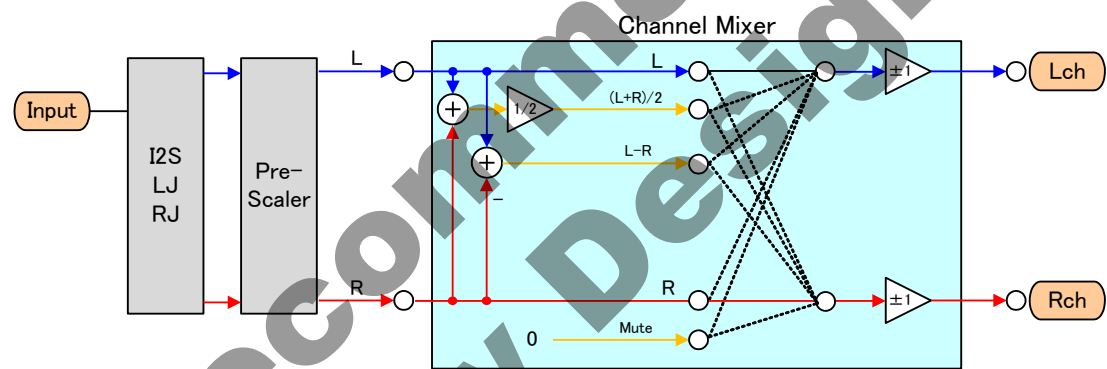 Channel Mixer
Input
I2S
LJ
RJ
Pre-
Scaler
L
L
(L+R)/2
1/2
+
L-R
+
-
R
R
0
Mute
±1
Lch
±1
Rch